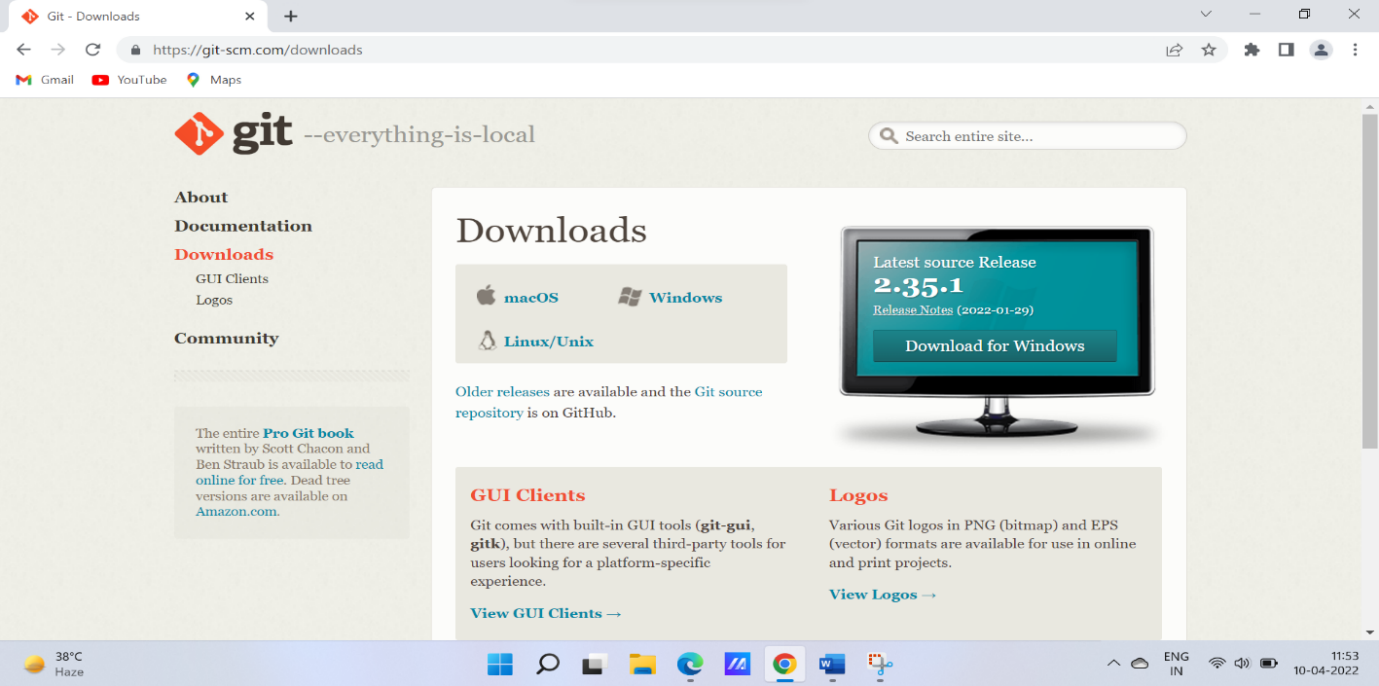 Git - Downloads
https://git-scm.com/downloads
Gmail YouTube Maps
git --everything-is-local
Search entire site...
About
Documentation
Downloads
GUI Clients
Logos
Community
The entire Pro Git book
written by Scott Chacon and
Ben Straub is available to read
online for free. Dead tree
versions are available on
Amazon.com.
Downloads
macOS Windows
Linux/Unix
Older releases are available and the Git source
repository is on GitHub.
Latest source Release
2.35.1
Release Notes (2022-01-29)
Download for Windows
GUI Clients
Git comes with built-in GUI tools (git-gui,
gitk), but there are several third-party tools for
users looking for a platform-specific
experience.
View GUI Clients →
Logos
Various Git logos in PNG (bitmap) and EPS
(vector) formats are available for use in online
and print projects.
View Logos →
38°C
Haze
ENG
IN
11:53
10-04-2022